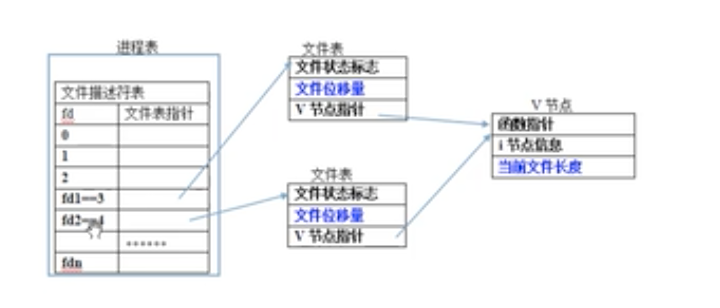 进程表
文件描述符表
fd 文件表指针
0
1
2
fd1==3
fd2==4
......
fdn
文件表
文件状态标志
文件位移量
V 节点指针
文件表
文件状态标志
文件位移量
V 节点指针
V 节点
函数指针
i 节点信息
当前文件长度